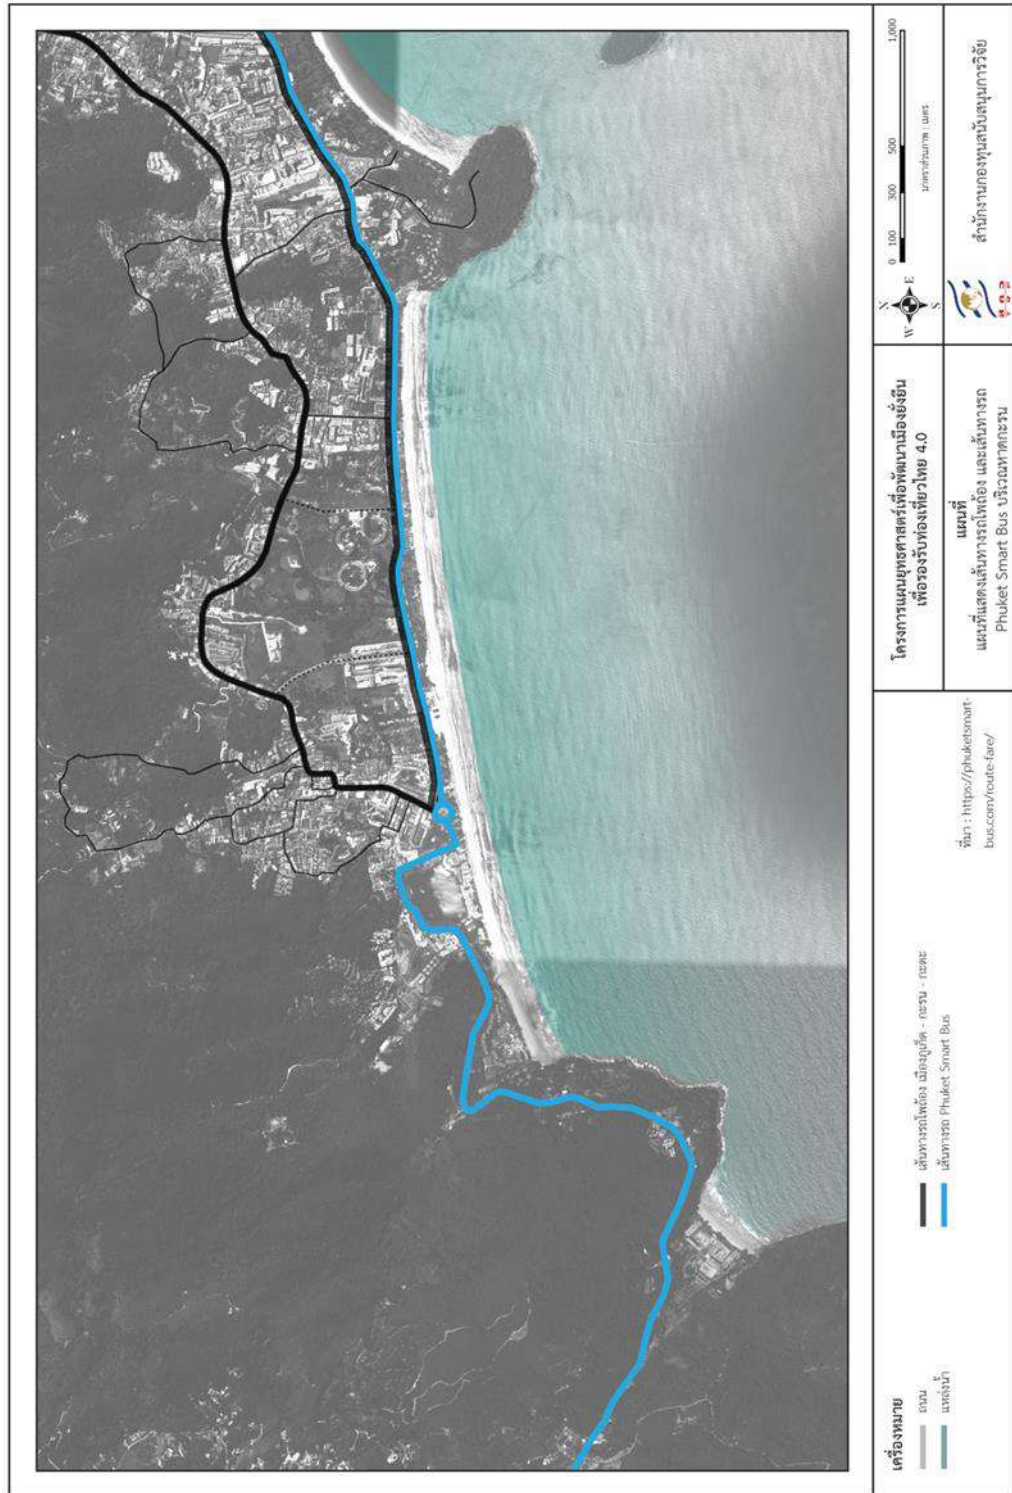 เครื่องหมาย
ถนน
แหล่งน้ำ
เส้นทางรถโพถ้อง เมืองภูเก็ต - กะรน - กะตะ
เส้นทางรถ Phuket Smart Bus
ที่มา : https://phuketsmart-
bus.com/route-fare/
โครงการแผนยุทธศาสตร์เพื่อพัฒนาเมืองยั่งยืน
เพื่อรองรับท่องเที่ยวไทย 4.0
แผนที่
แผนที่แสดงเส้นทางรถโพถ้อง และเส้นทางรถ
Phuket Smart Bus บริเวณหาดกะรน
N
W E
S
0 100 300 500 1,000
มาตราส่วนภาพ : เมตร
สกว
สำนักงานกองทุนสนับสนุนการวิจัย